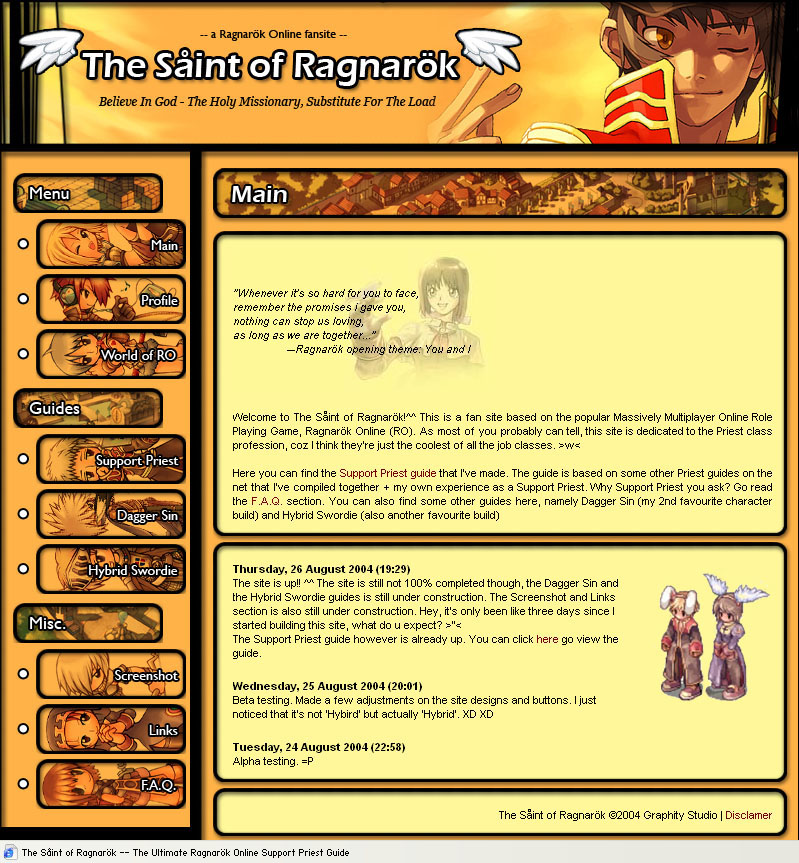 -- a Ragnarök Online fansite --
The Såint of Ragnarök
Believe In God - The Holy Missionary, Substitute For The Load
Menu
Main
Profile
World of RO
Guides
Support Priest
Dagger Sin
Hybrid Swordie
Misc.
Screenshot
Links
F.A.Q.
Main
"Whenever it's so hard for you to face,
remember the promises i gave you,
nothing can stop us loving,
as long as we are together..."
—Ragnarök opening theme: You and I
Welcome to The Såint of Ragnarök!^^ This is a fan site based on the popular Massively Multiplayer Online Role
Playing Game, Ragnarök Online (RO). As most of you probably can tell, this site is dedicated to the Priest class
profession, coz I think they're just the coolest of all the job classes. >w<
Here you can find the Support Priest guide that I've made. The guide is based on some other Priest guides on the
net that I've compiled together + my own experience as a Support Priest. Why Support Priest you ask? Go read
the F.A.Q. section. You can also find some other guides here, namely Dagger Sin (my 2nd favourite character
build) and Hybrid Swordie (also another favourite build)
Thursday, 26 August 2004 (19:29)
The site is up!! ^^ The site is still not 100% completed though, the Dagger Sin and
the Hybrid Swordie guides is still under construction. The Screenshot and Links
section is also still under construction. Hey, it's only been like three days since I
started building this site, what do u expect? >"<
The Support Priest guide however is already up. You can click here go view the
guide.
Wednesday, 25 August 2004 (20:01)
Beta testing. Made a few adjustments on the site designs and buttons. I just
noticed that it's not 'Hybird' but actually 'Hybrid'. XD XD
Tuesday, 24 August 2004 (22:58)
Alpha testing. =P
The Såint of Ragnarök ©2004 Graphity Studio | Disclamer
The Såint of Ragnarök -- The Ultimate Ragnarök Online Support Priest Guide